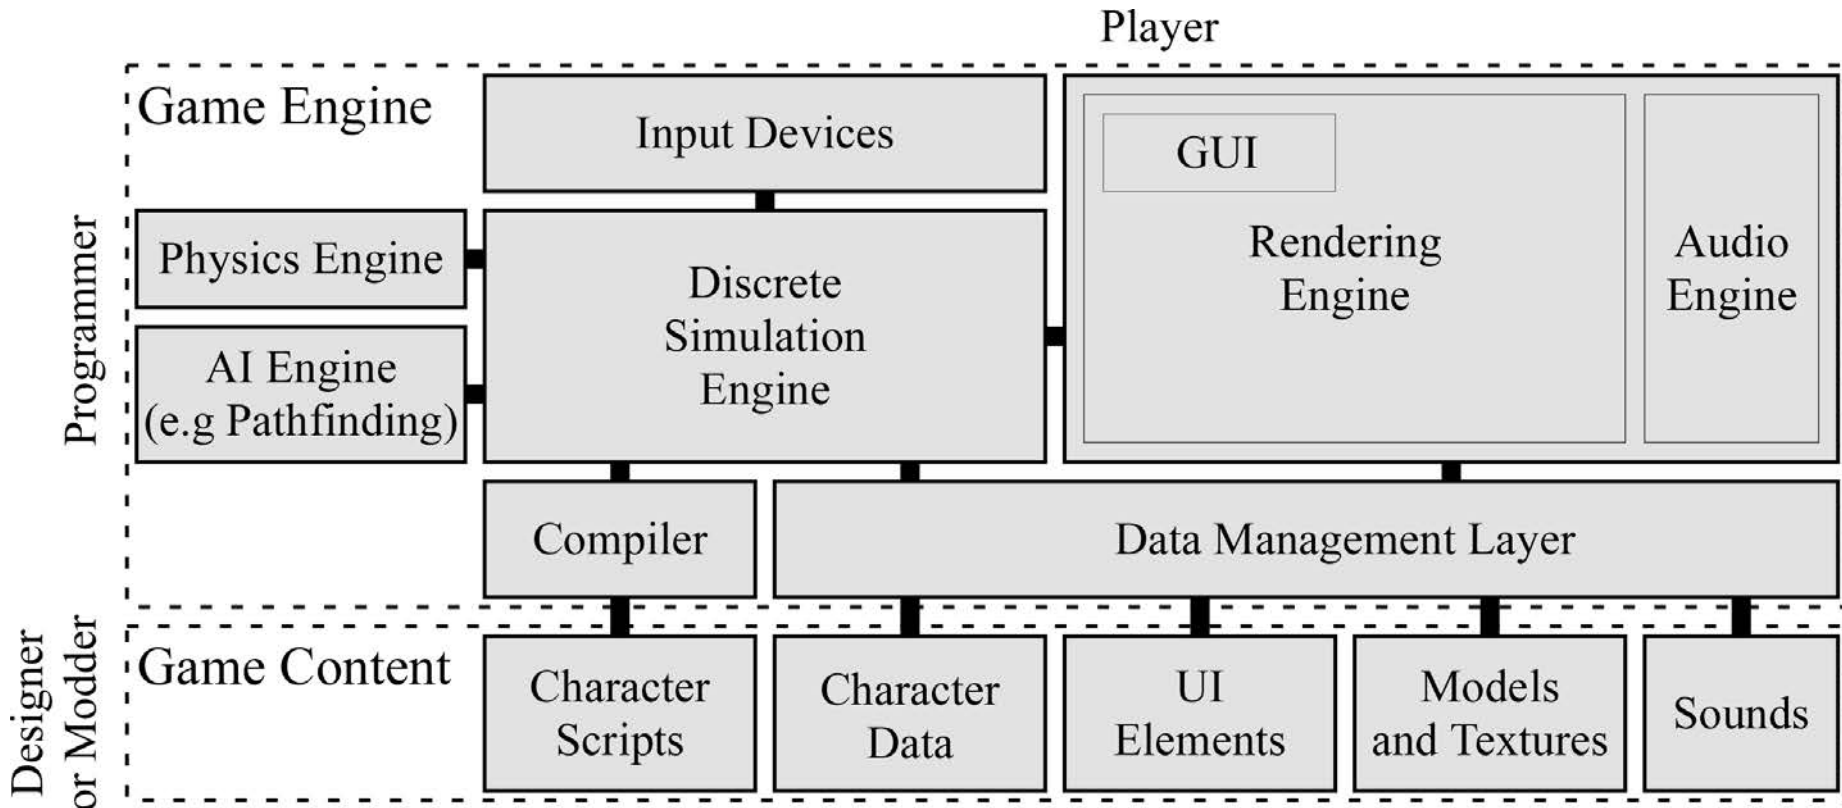 Player
Game Engine
Input Devices
GUI
Rendering
Engine
Audio
Engine
Programmer
Physics Engine
Discrete
Simulation
Engine
AI Engine
(e.g Pathfinding)
Compiler
Data Management Layer
Designer
or Modder
Game Content
Character
Scripts
Character
Data
UI
Elements
Models
and Textures
Sounds